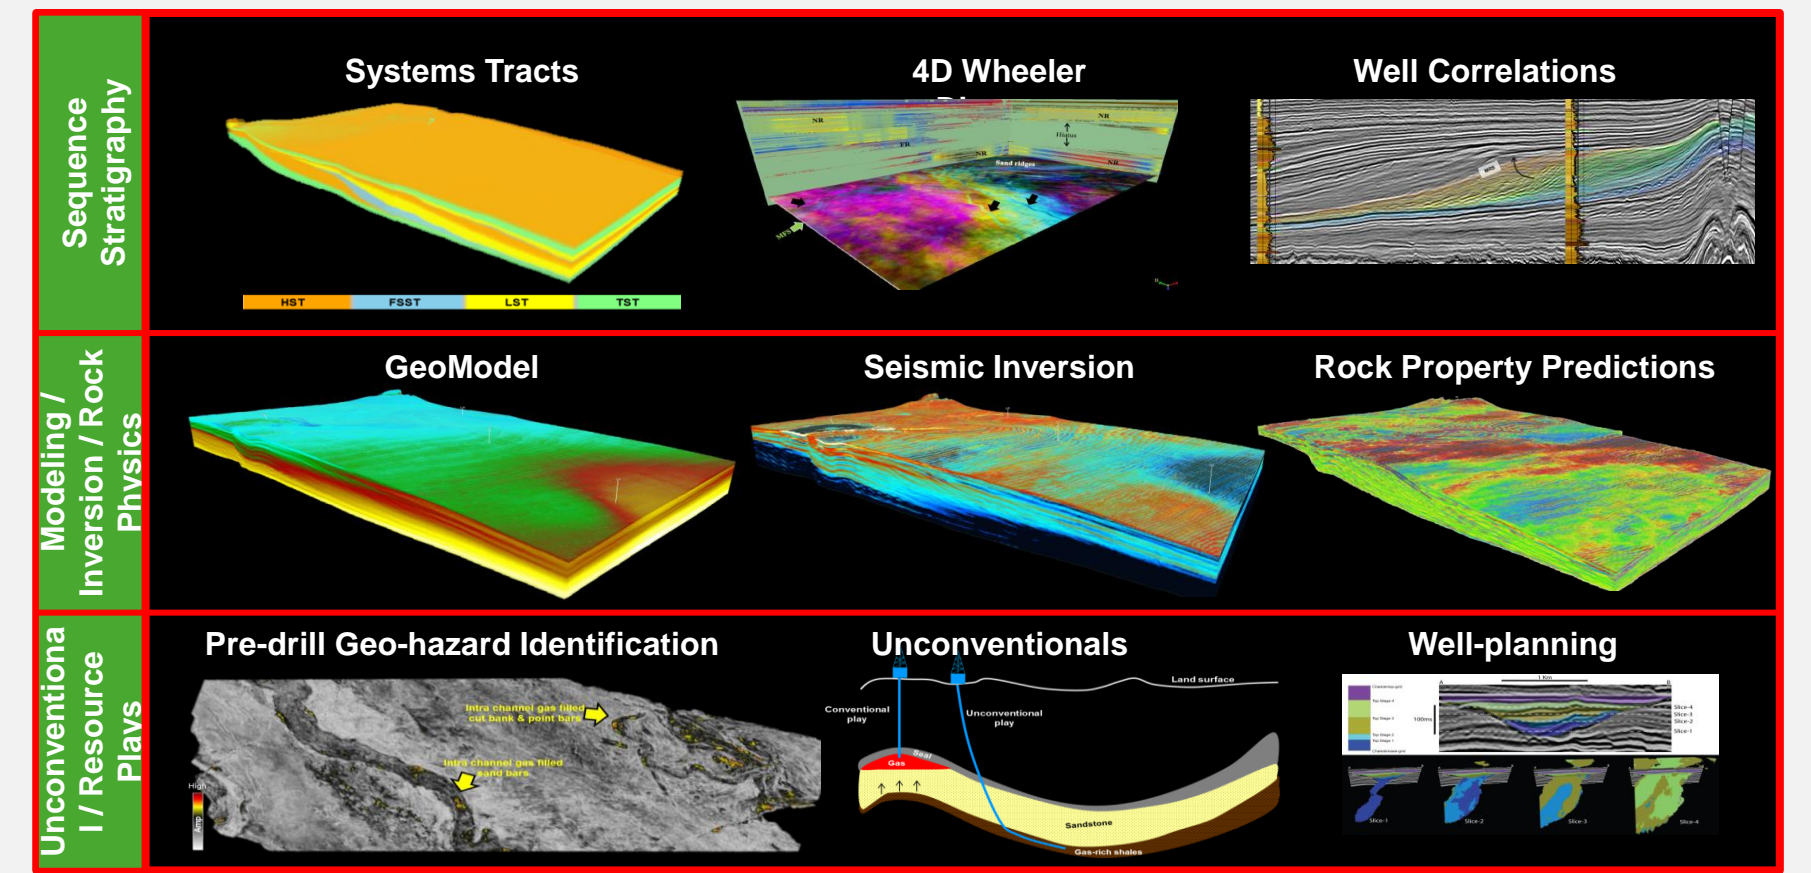 Sequence
Stratigraphy
Systems Tracts
HST FSST LST TST
4D Wheeler
NR
NR
ER
Hiatus
NR
NR
Sand ridges
MFS
Well Correlations
Modeling /
Inversion / Rock
Physics
GeoModel
Seismic Inversion
Rock Property Predictions
Unconventiona
l / Resource
Plays
Pre-drill Geo-hazard Identification
Intra channel gas filled
cut bank & point bars
Intra channel gas filled
sand bars
High
Amp
Unconventionals
Land surface
Conventional
play
Unconventional
play
Seal
Gas
Sandstone
Gas-rich shales
Well-planning
1 Km
A
B
100ms
Slice-4
Slice-3
Slice-2
Slice-1
Slice-1
Slice-2
Slice-3
Slice-4